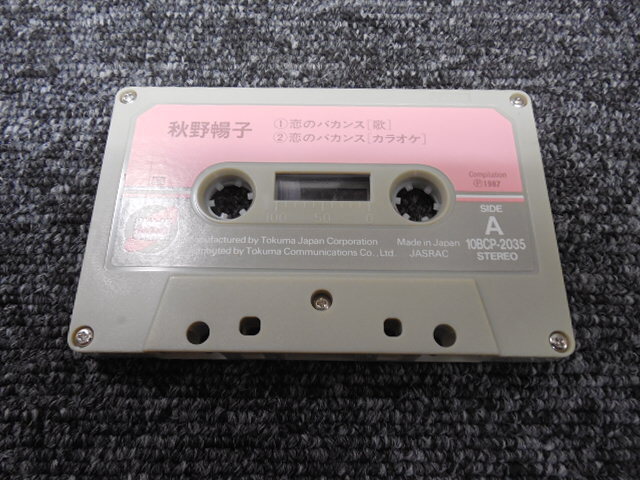 秋野暢子
①恋のバカンス[歌]
②恋のバカンス[カラオケ]
Compilation
Ⓟ1987
SIDE
A
10BCP-2035
STEREO
100 50 0
Manufactured by Tokuma Japan Corporation
Distributed by Tokuma Communications Co., Ltd.
Made in Japan
JASRAC